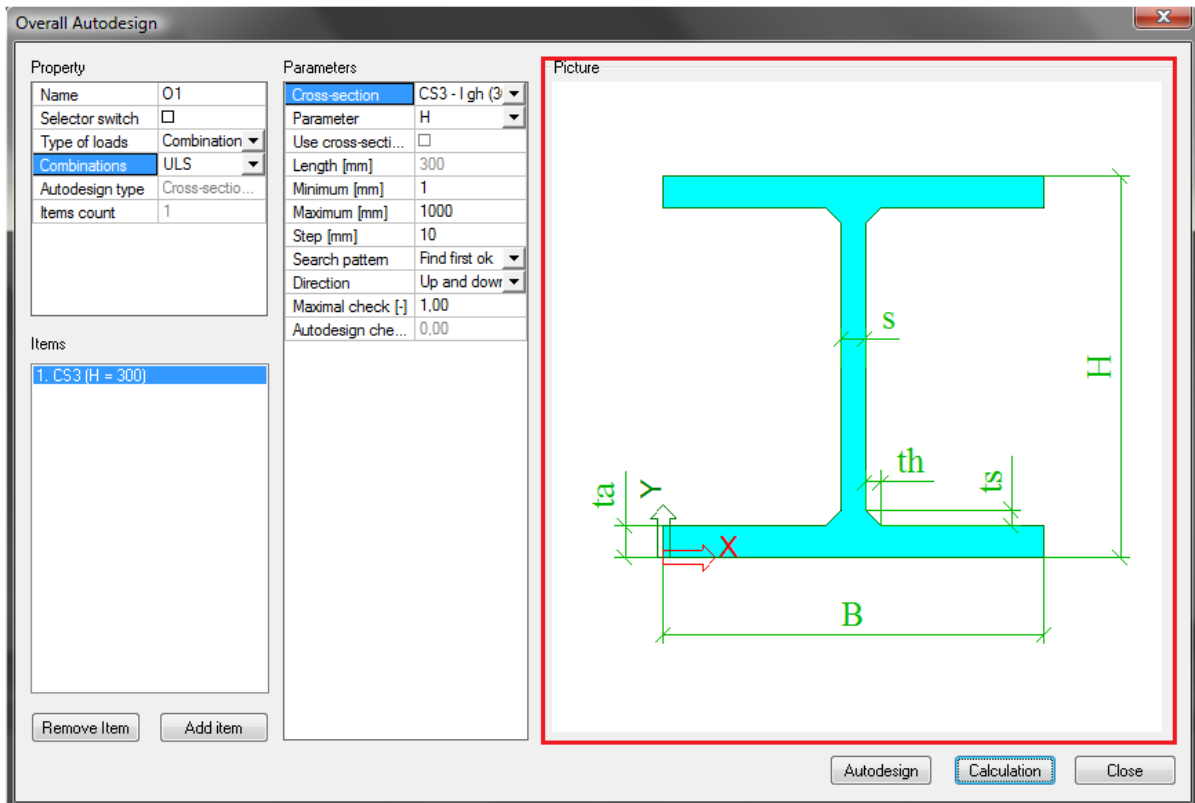 Overall Autodesign
Property
Name O1
Selector switch
Type of loads Combination
Combinations ULS
Autodesign type Cross-sectio...
Items count 1
Items
1. CS3 (H = 300)
Remove Item Add item
Parameters
Cross-section CS3 - I gh (3
Parameter H
Use cross-secti...
Length [mm] 300
Minimum [mm] 1
Maximum [mm] 1000
Step [mm] 10
Search pattern Find first ok
Direction Up and dowr
Maximal check [-] 1,00
Autodesign che... 0,00
Picture
s
H
th
ts
ta
Y
X
B
Autodesign Calculation Close